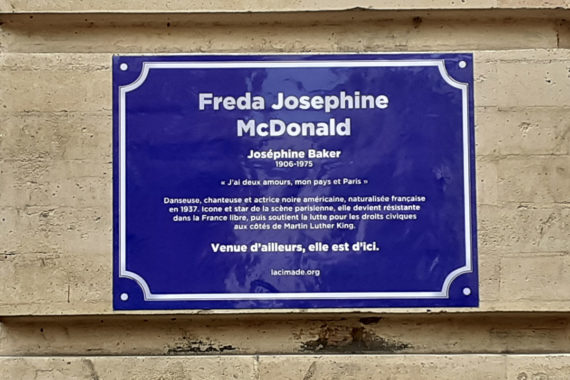 Freda Josephine
McDonald
Joséphine Baker
1906-1975
« J'ai deux amours, mon pays et Paris »
Danseuse, chanteuse et actrice noire américaine, naturalisée française
en 1937. Icone et star de la scène parisienne, elle devient résistante
dans la France libre, puis soutient la lutte pour les droits civiques
aux côtés de Martin Luther King.
Venue d'ailleurs, elle est d'ici.
lacimade.org